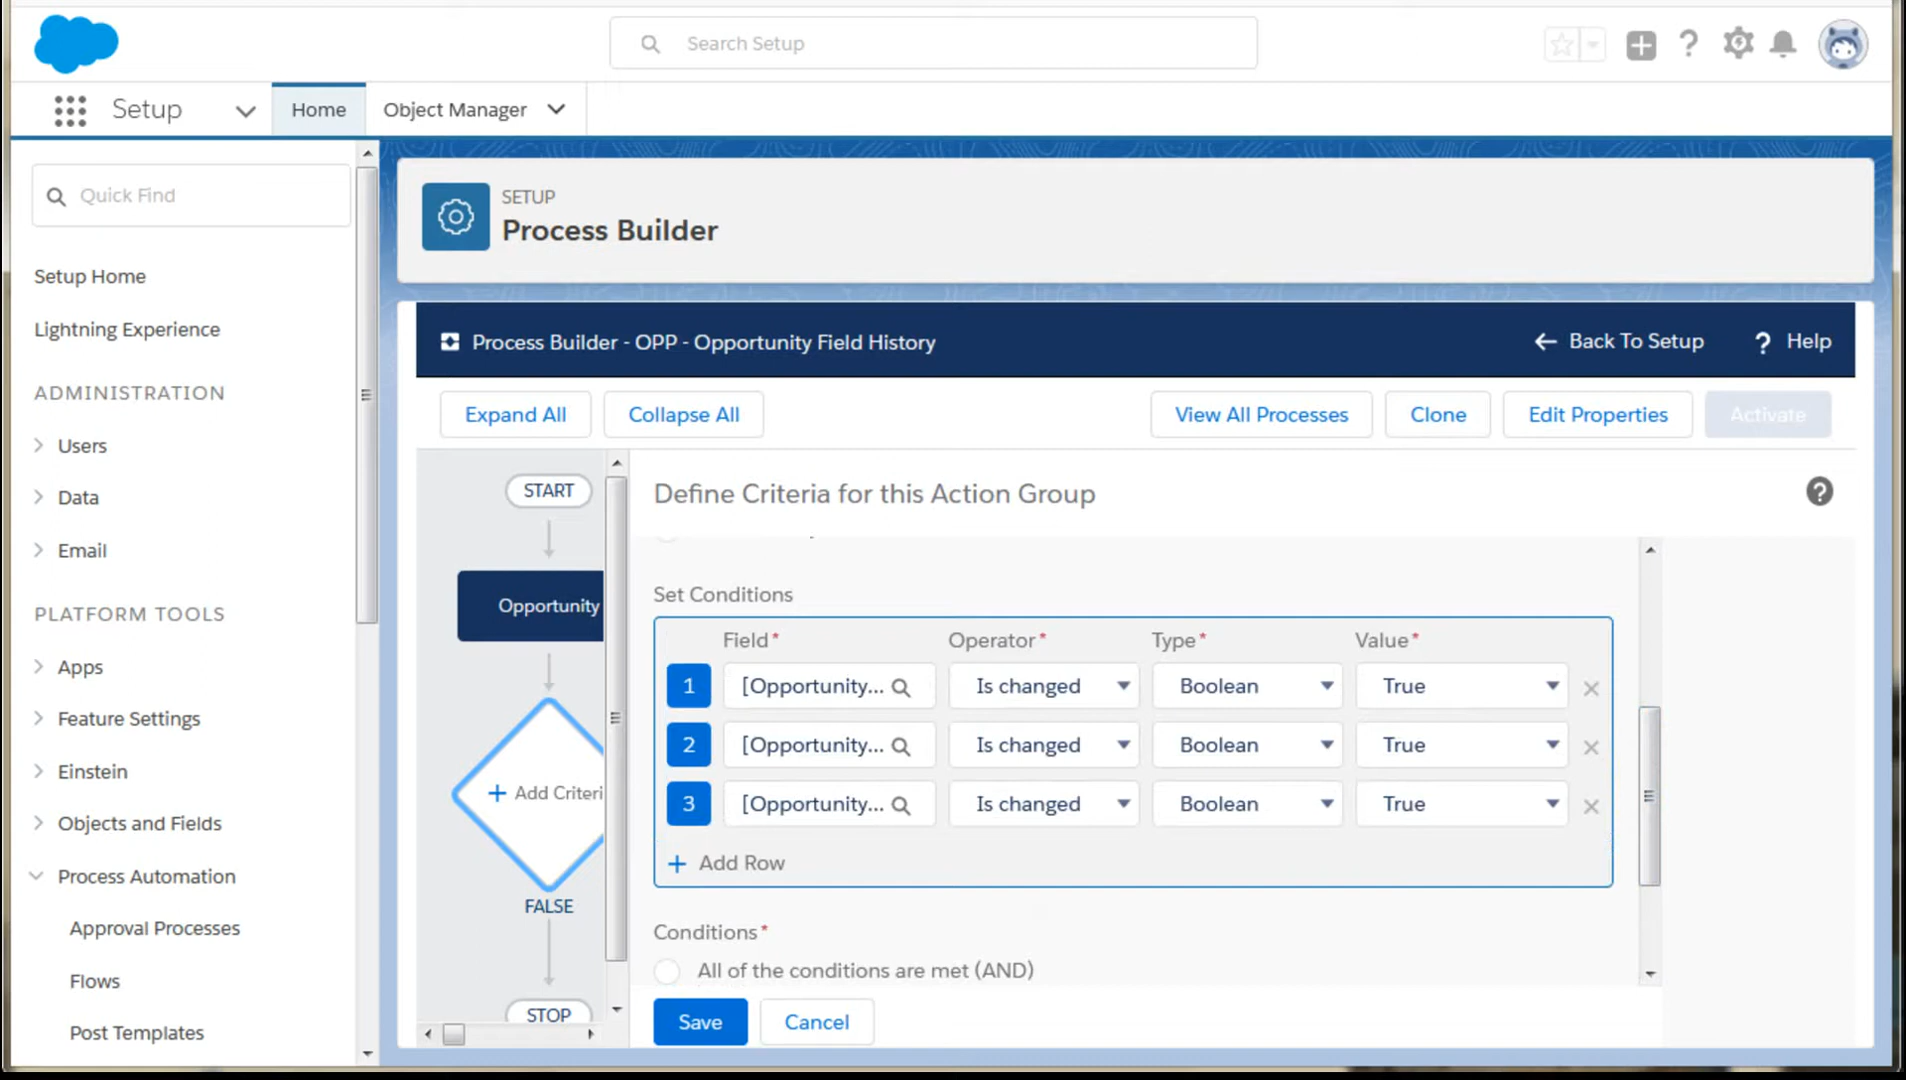 Search Setup
Setup
Home
Object Manager
Quick Find
Setup Home
Lightning Experience
ADMINISTRATION
Users
Data
Email
PLATFORM TOOLS
Apps
Feature Settings
Einstein
Objects and Fields
Process Automation
Approval Processes
Flows
Post Templates
SETUP
Process Builder
Process Builder - OPP - Opportunity Field History
Back To Setup
? Help
Expand All
Collapse All
View All Processes
Clone
Edit Properties
Activate
START
Opportunity
+ Add Criteri
FALSE
STOP
Define Criteria for this Action Group
Set Conditions
Field* Operator* Type* Value*
1 [Opportunity... Is changed Boolean True
2 [Opportunity... Is changed Boolean True
3 [Opportunity... Is changed Boolean True
+ Add Row
Conditions*
All of the conditions are met (AND)
Save
Cancel